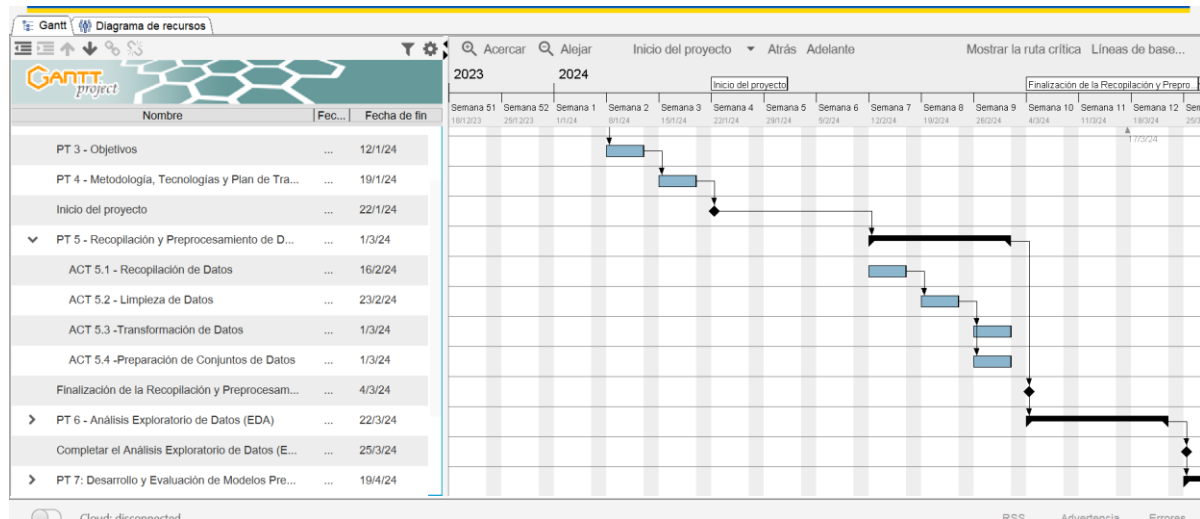 Gantt Diagrama de recursos
Acercar Alejar Inicio del proyecto Atrás Adelante Mostrar la ruta crítica Líneas de base...
GANTT
project
2023 2024
Inicio del proyecto Finalización de la Recopilación y Prepro...
Nombre Fec... Fecha de fin
Semana 51 Semana 52 Semana 1 Semana 2 Semana 3 Semana 4 Semana 5 Semana 6 Semana 7 Semana 8 Semana 9 Semana 10 Semana 11 Semana 12
18/12/23 25/12/23 1/1/24 8/1/24 15/1/24 22/1/24 29/1/24 5/2/24 12/2/24 19/2/24 26/2/24 4/3/24 11/3/24 18/3/24
17/3/24
PT 3 - Objetivos ... 12/1/24
PT 4 - Metodología, Tecnologías y Plan de Tra... ... 19/1/24
Inicio del proyecto ... 22/1/24
PT 5 - Recopilación y Preprocesamiento de D... ... 1/3/24
ACT 5.1 - Recopilación de Datos ... 16/2/24
ACT 5.2 - Limpieza de Datos ... 23/2/24
ACT 5.3 -Transformación de Datos ... 1/3/24
ACT 5.4 -Preparación de Conjuntos de Datos ... 1/3/24
Finalización de la Recopilación y Preprocesam... ... 4/3/24
PT 6 - Análisis Exploratorio de Datos (EDA) ... 22/3/24
Completar el Análisis Exploratorio de Datos (E... ... 25/3/24
PT 7: Desarrollo y Evaluación de Modelos Pre... ... 19/4/24
Cloud: disconnected RSS Advertencia Errores